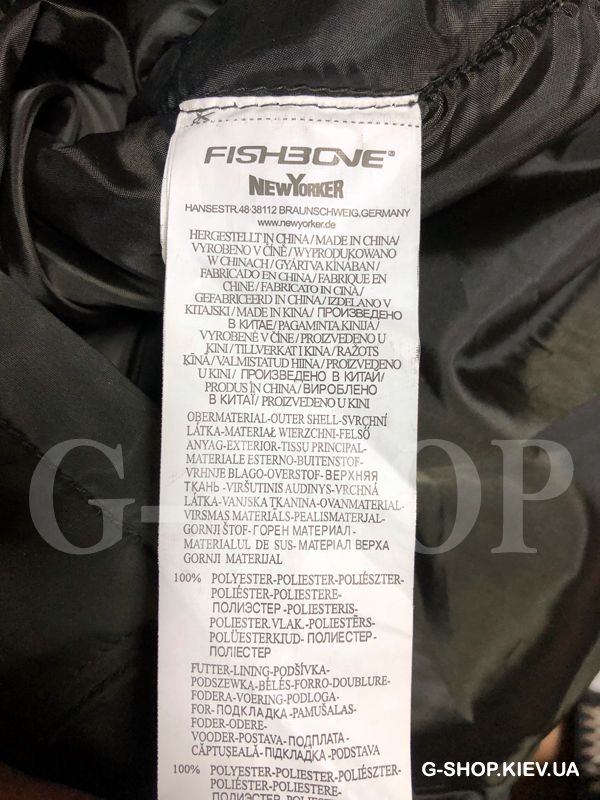 FISHBONE®
NEWYORKER
HANSESTR.48·38112 BRAUNSCHWEIG,GERMANY
www.newyorker.de
HERGESTELLT IN CHINA/MADE IN CHINA/
VYROBENO V ČÍNĚ/WYPRODUKOWANO
W CHINACH/GYÁRTVA KÍNÁBAN/
FABRICADO EN CHINA/FABRIQUE EN
CHINE/FABRICATO IN CINA/
GEFABRICEERD IN CHINA/IZDELANO V
KITAJSKI/MADE IN KINA/ПРОИЗВЕДЕНО
В КИТАЕ/PAGAMINTA KINIJA/
VYROBENÉ V ČÍNE/PROIZVEDENO U
KINI/TILLVERKAT I KINA/RAŽOTS
ĶĪNĀ/VALMISTATUD HIINA/PROIZVEDENO
U KINI/ ПРОИЗВЕДЕНО В КИТАЙ/
PRODUS IN CHINA/ВИРОБЛЕНО
В КИТАЇ/PROIZVEDENO U KINI
OBERMATERIAL-OUTER SHELL-SVRCHNÍ
LÁTKA-MATERIAŁ WIERZCHNI-FELSŐ
ANYAG-EXTERIOR-TISSU PRINCIPAL-
MATERIALE ESTERNO-BUITENSTOF-
VRHNJE BLAGO-OVERSTOF-ВЕРХНЯЯ
ТКАНЬ-VIRŠUTINIS AUDINYS-VRCHNÁ
LÁTKA-VANJSKA TKANINA-OVANMATERIAL-
VIRSMAS MATERIĀLS-PEALISMATERJAL-
GORNJI ŠTOF-ГОРЕН МАТЕРИАЛ-
MATERIALUL DE SUS-МАТЕРІАЛ ВЕРХА
GORNJI MATERIJAL
100% POLYESTER-POLIESTER-POLIÉSZTER-
POLIÉSTER-POLIESTERE-
ПОЛИЭСТЕР-POLIESTERIS-
POLIESTER.VLAK.-POLIESTĒRS-
POLÜESTERKIUD-ПОЛИЕСТЕР-
ПОЛІЕСТЕР
FUTTER-LINING-PODŠÍVKA-
PODSZEWKA-BÉLÉS-FORRO-DOUBLURE-
FODERA-VOERING-PODLOGA-
FOR-ПОДКЛАДКА-PAMUŠALAS-
FODER-ODERE-
VOODER-POSTAVA-ПОДПЛАТА-
CĂPTUȘEALĂ-ПІДКЛАДКА-PODSTAVA
100% POLYESTER-POLIESTER-POLIÉSZTER-
POLIÉSTER-POLIESTERE-
G-SHOP
G-SHOP.KIEV.UA